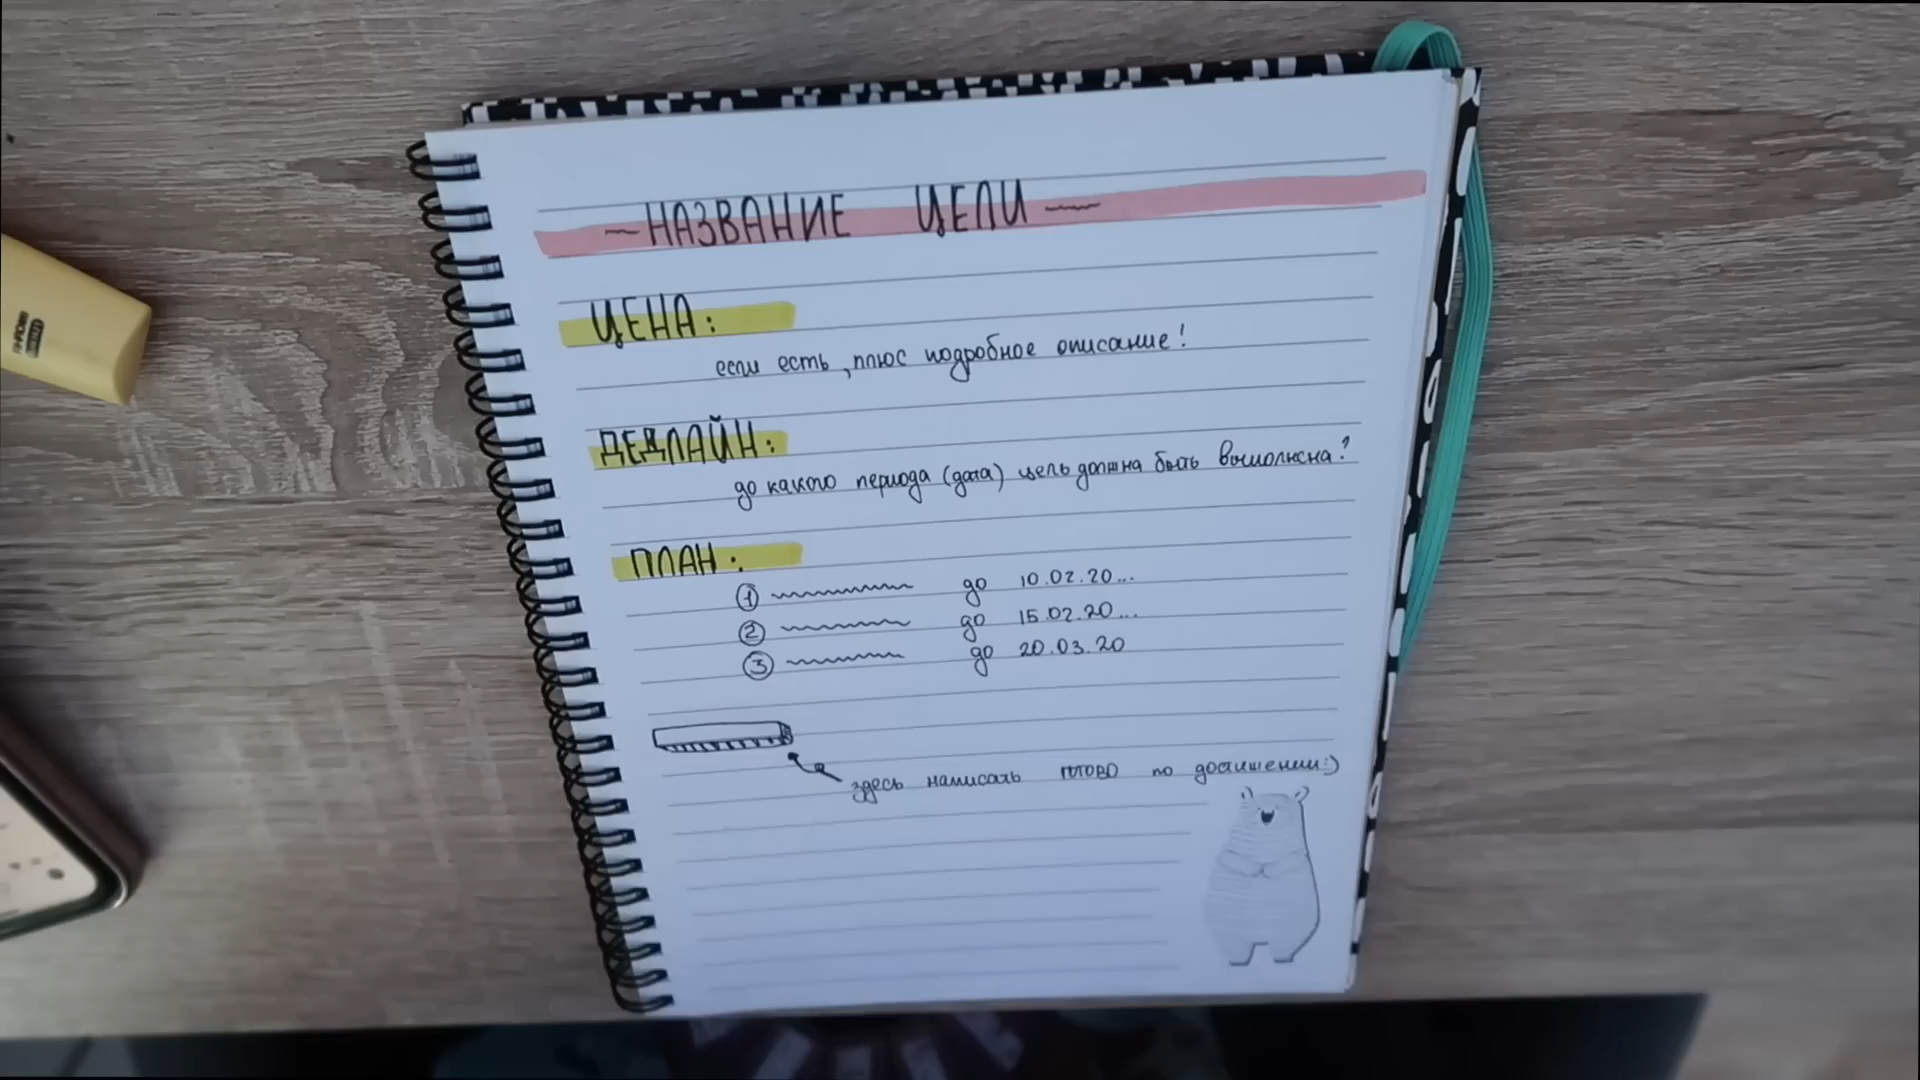 ~ НАЗВАНИЕ ЦЕЛИ ~
ЦЕНА:
если есть, плюс подробное описание!
ДЕДЛАЙН:
до какого периода (дата) цель должна быть выполнена?
ПЛАН:
① до 10.02.20...
② до 15.02.20...
③ до 20.03.20
здесь написать ГОТОВО по достижении:)